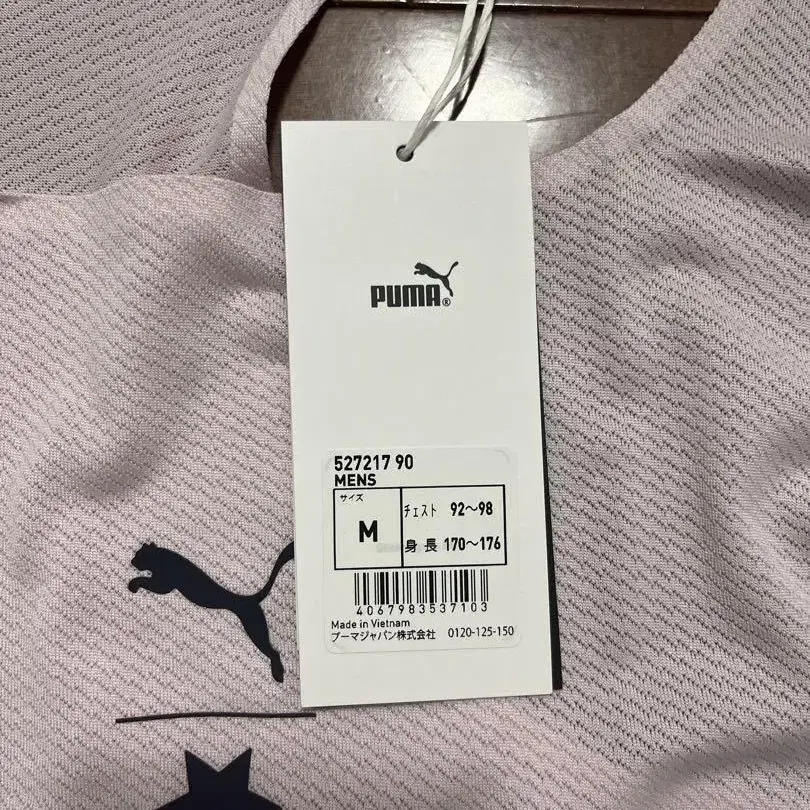 PUMA®
527217 90
MENS
サイズ
M
チェスト 92～98
身長 170～176
4067983537103
Made in Vietnam
プーマジャパン株式会社 0120-125-150